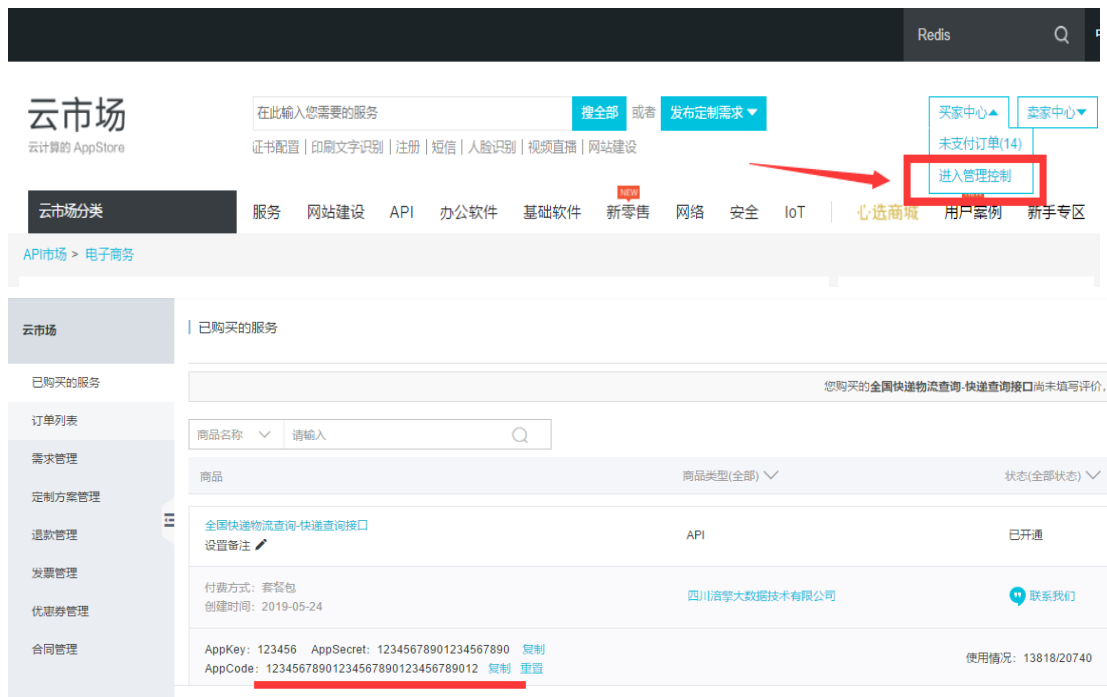 Redis
云市场
云计算的 AppStore
在此输入您需要的服务
搜全部 或者 发布定制需求
买家中心 卖家中心
证书配置 | 印刷文字识别 | 注册 | 短信 | 人脸识别 | 视频直播 | 网站建设
未支付订单(14)
进入管理控制
云市场分类
NEW
服务 网站建设 API 办公软件 基础软件 新零售 网络 安全 IoT 心选商城 用户案例 新手专区
API市场 > 电子商务
云市场
已购买的服务
已购买的服务
您购买的全国快递物流查询-快递查询接口尚未填写评价,
订单列表
商品名称 请输入
需求管理
商品 商品类型(全部) 状态(全部状态)
定制方案管理
全国快递物流查询-快递查询接口
设置备注
API 已开通
退款管理
发票管理
付费方式: 套餐包
创建时间: 2019-05-24
四川涪擎大数据技术有限公司 联系我们
优惠券管理
合同管理
AppKey: 123456 AppSecret: 12345678901234567890 复制
AppCode: 12345678901234567890123456789012 复制 重置
使用情况: 13818/20740